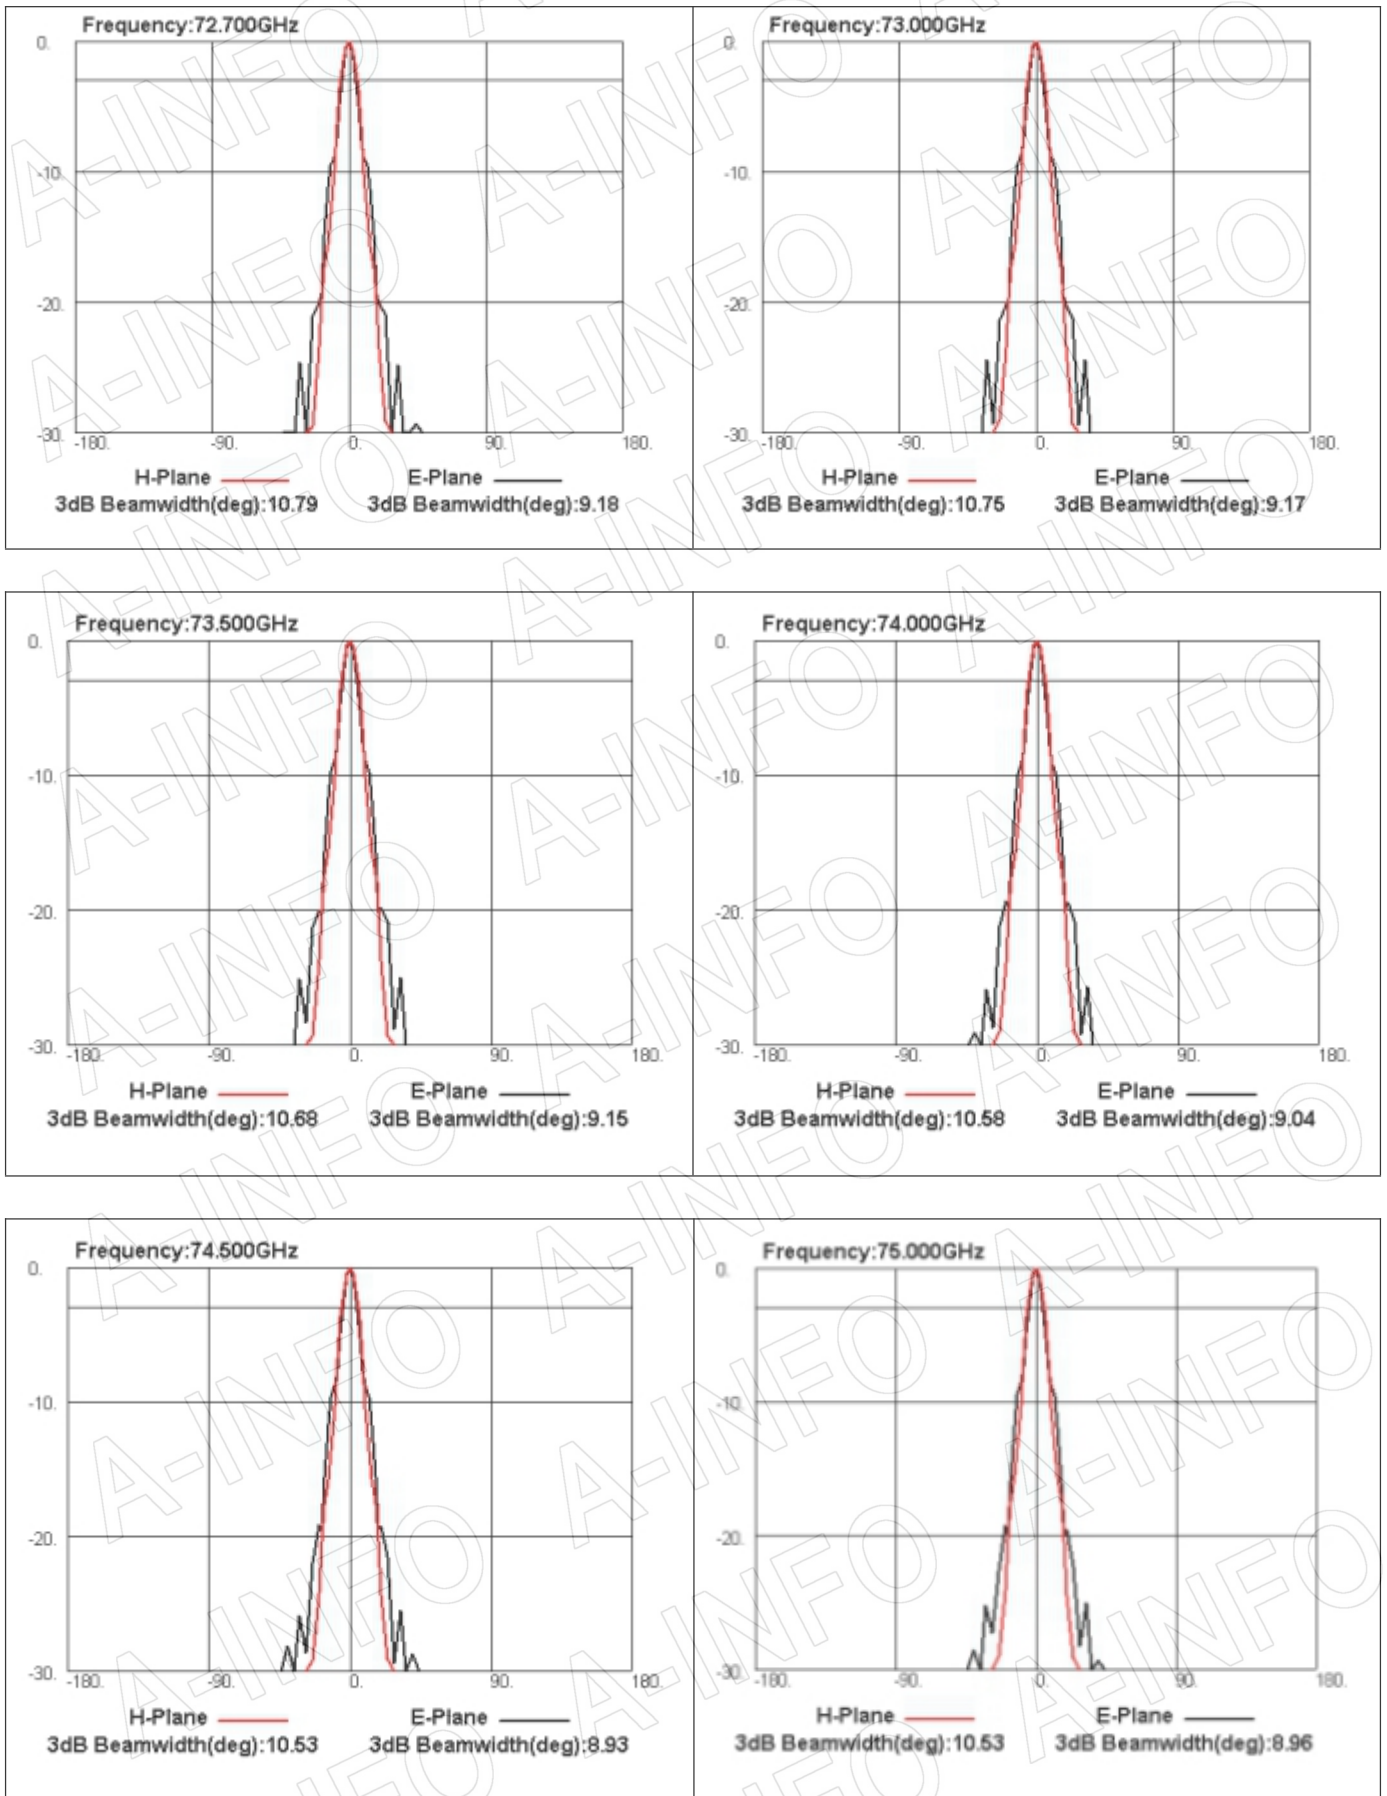 Frequency:72.700GHz
0.
-10.
-20.
-30.
-180. -90. 0. 90. 180.
H-Plane E-Plane
3dB Beamwidth(deg):10.79 3dB Beamwidth(deg):9.18
Frequency:73.000GHz
0.
-10.
-20.
-30.
-180. -90. 0. 90. 180.
H-Plane E-Plane
3dB Beamwidth(deg):10.75 3dB Beamwidth(deg):9.17
Frequency:73.500GHz
0.
-10.
-20.
-30.
-180. -90. 0. 90. 180.
H-Plane E-Plane
3dB Beamwidth(deg):10.68 3dB Beamwidth(deg):9.15
Frequency:74.000GHz
0.
-10.
-20.
-30.
-180. -90. 0. 90. 180.
H-Plane E-Plane
3dB Beamwidth(deg):10.58 3dB Beamwidth(deg):9.04
Frequency:74.500GHz
0.
-10.
-20.
-30.
-180. -90. 0. 90. 180.
H-Plane E-Plane
3dB Beamwidth(deg):10.53 3dB Beamwidth(deg):8.93
Frequency:75.000GHz
0.
-10.
-20.
-30.
-180. -90. 0. 90. 180.
H-Plane E-Plane
3dB Beamwidth(deg):10.53 3dB Beamwidth(deg):8.96
A-INFO